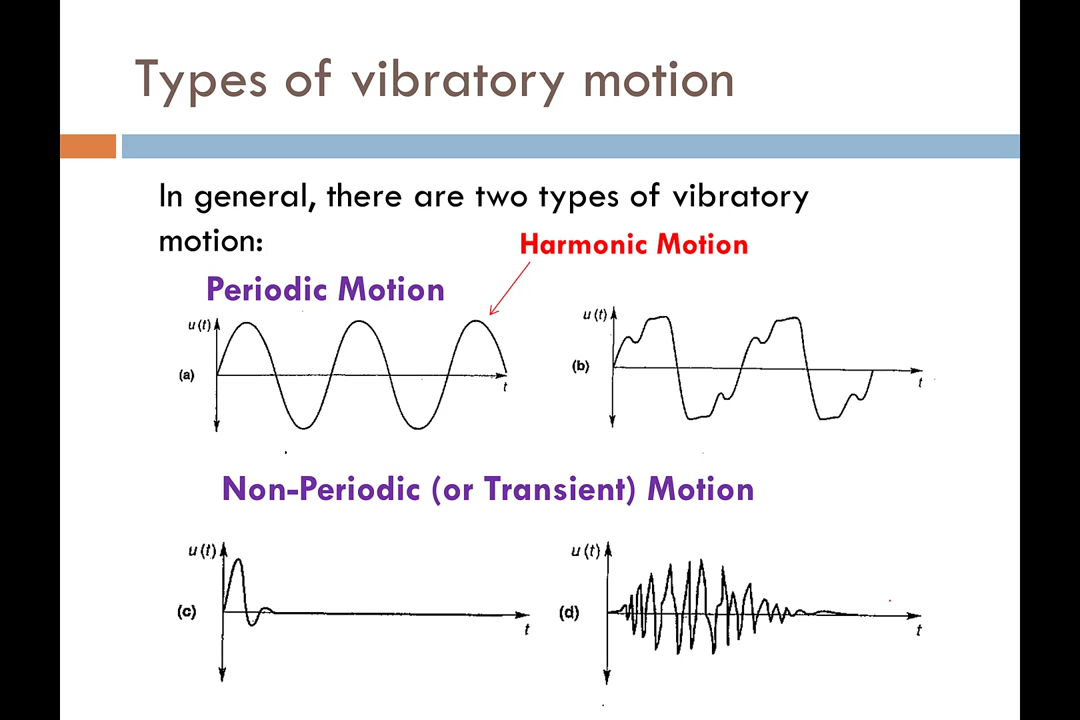 Types of vibratory motion
In general, there are two types of vibratory
motion:
Harmonic Motion
Periodic Motion
u(t)
(a)
t
u(t)
(b)
t
Non-Periodic (or Transient) Motion
u(t)
(c)
t
u(t)
(d)
t